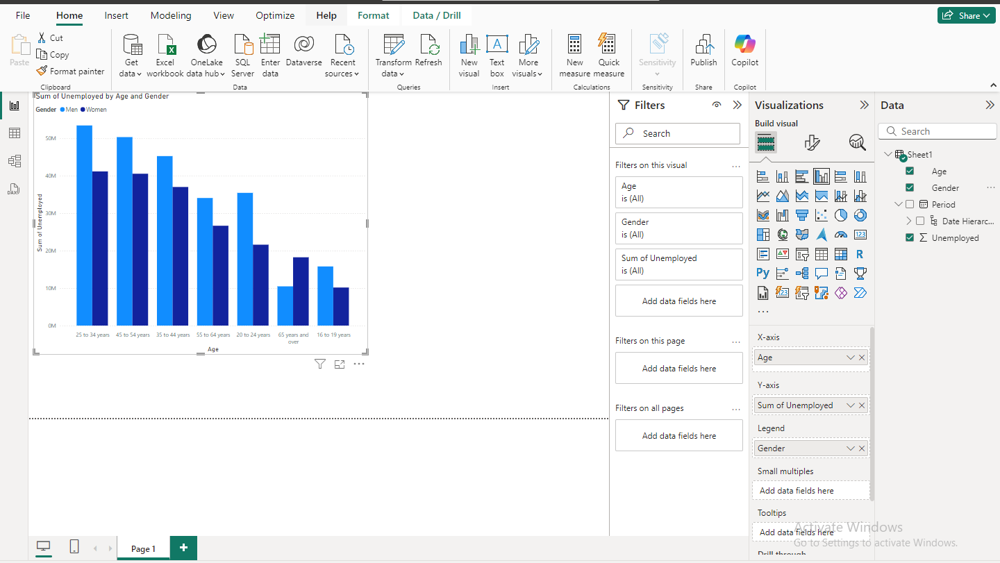 File Home Insert Modeling View Optimize Help Format Data / Drill Share
Paste
Cut
Copy
Format painter
Clipboard
Get data
Excel workbook
OneLake data hub
SQL Server
Enter data
Dataverse
Recent sources
Data
Transform data
Refresh
Queries
New visual
Text box
More visuals
Insert
New measure
Quick measure
Calculations
Sensitivity
Sensitivity
Publish
Share
Copilot
Copilot
Sum of Unemployed by Age and Gender
Gender Men Women
Sum of Unemployed
50M
40M
30M
20M
10M
0M
25 to 34 years 45 to 54 years 35 to 44 years 55 to 64 years 20 to 24 years 65 years and over 16 to 19 years
Age
Page 1
Filters
Search
Filters on this visual
Age
is (All)
Gender
is (All)
Sum of Unemployed
is (All)
Add data fields here
Filters on this page
Add data fields here
Filters on all pages
Add data fields here
Visualizations
Build visual
123
R
Py
123
X-axis
Age
Y-axis
Sum of Unemployed
Legend
Gender
Small multiples
Add data fields here
Tooltips
Add data fields here
Drill through
Data
Search
Sheet1
Age
Gender
Period
Date Hierarc...
Unemployed
Activate Windows
Go to Settings to activate Windows.
DAX